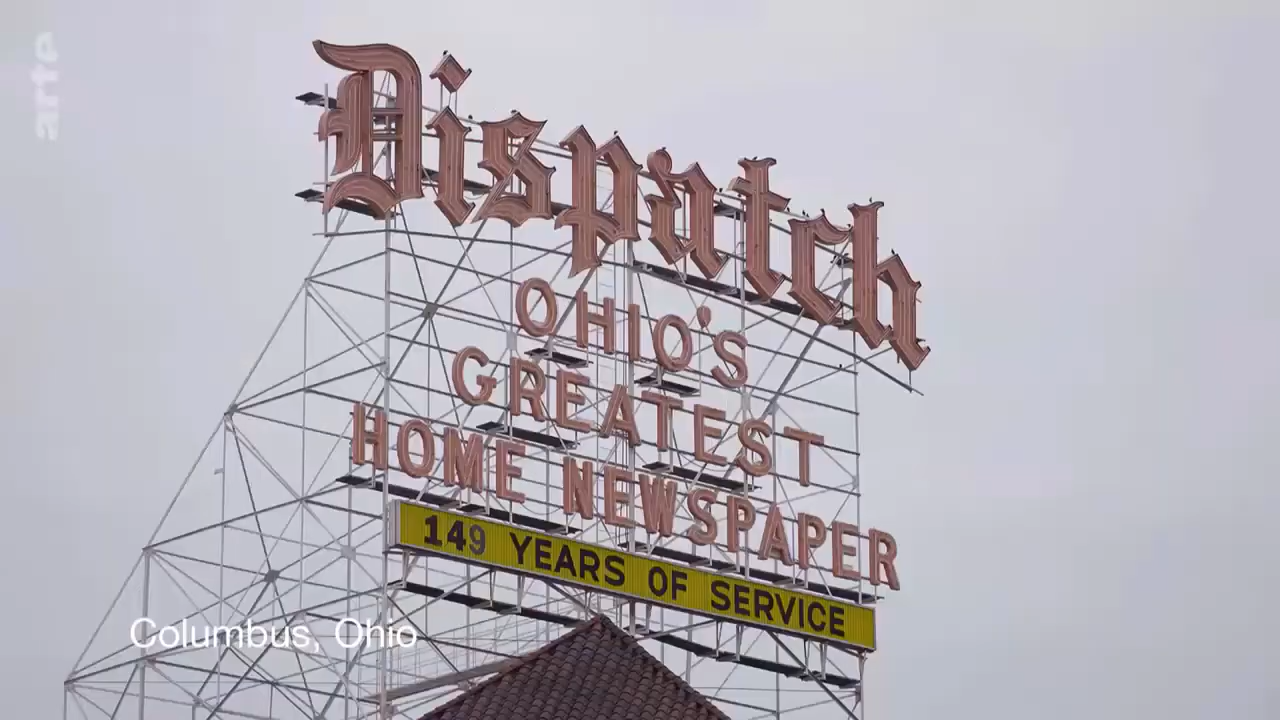 arte
Dispatch
OHIO'S
GREATEST
HOME NEWSPAPER
149 YEARS OF SERVICE
Columbus, Ohio